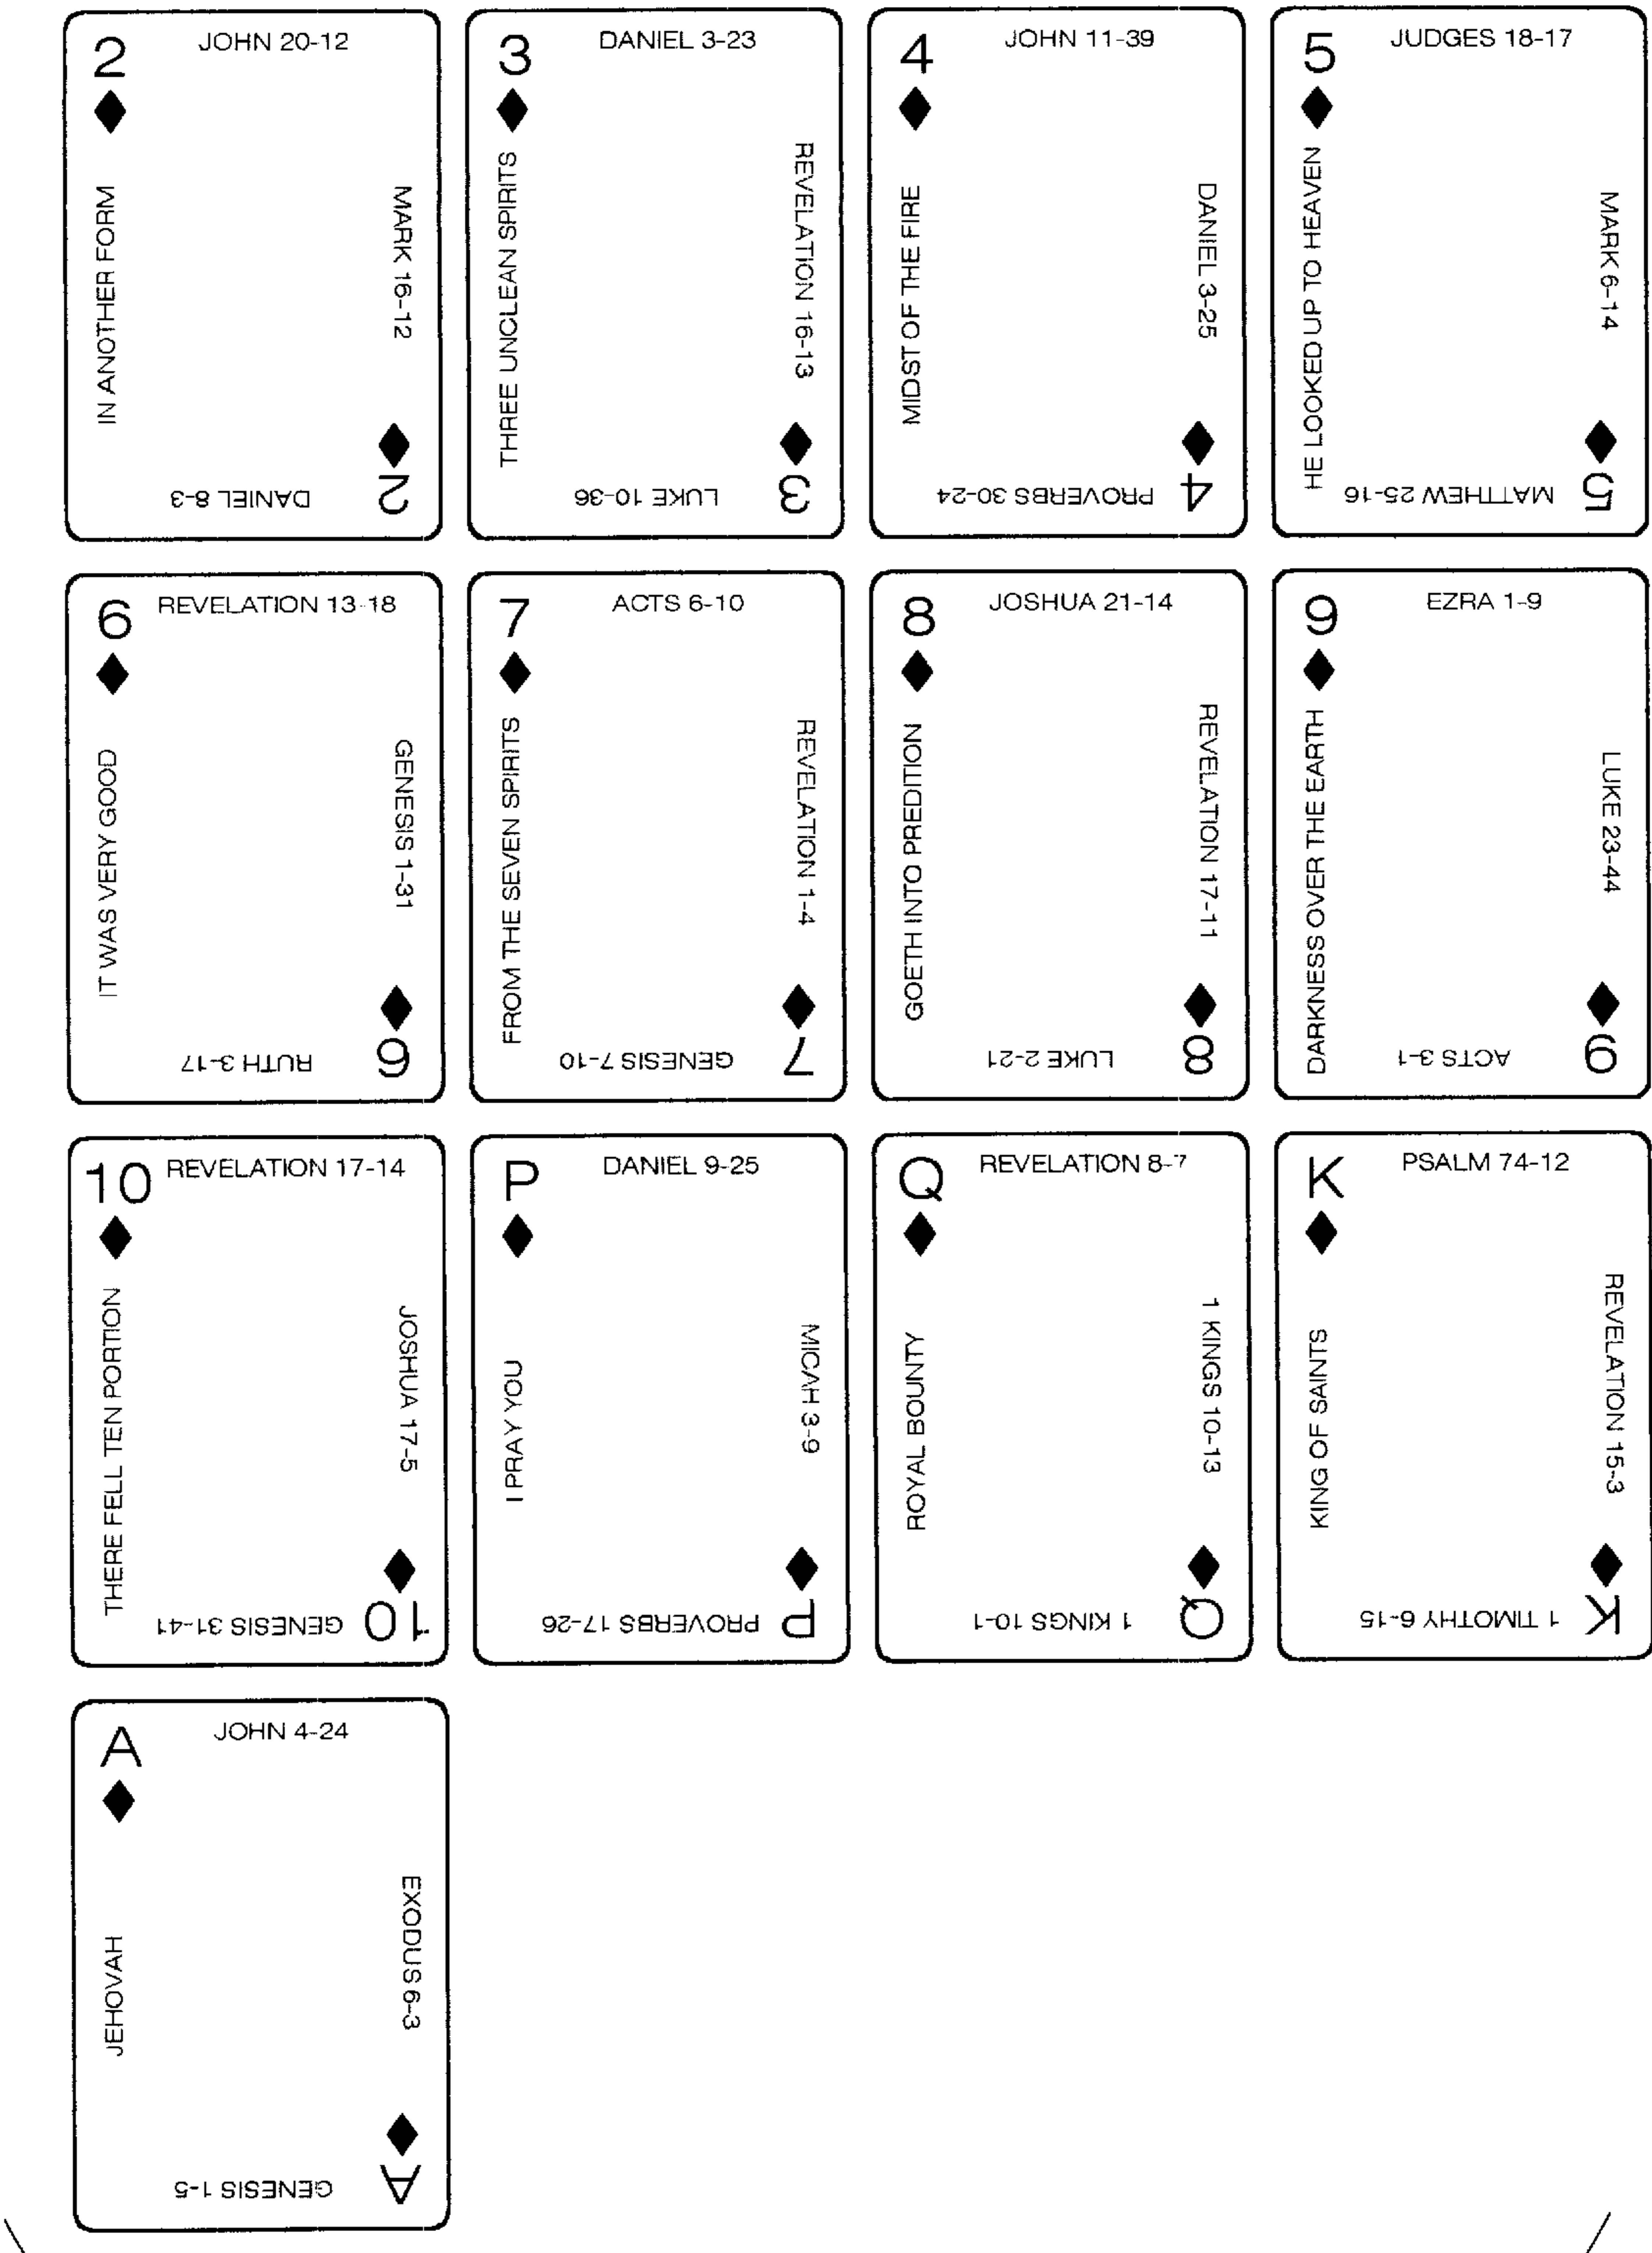 2
JOHN 20-12
IN ANOTHER FORM
MARK 16-12
DANIEL 8-3
2
3
DANIEL 3-23
THREE UNCLEAN SPIRITS
REVELATION 16-13
LUKE 10-36
3
4
JOHN 11-39
MIDST OF THE FIRE
DANIEL 3-25
PROVERBS 30-24
4
5
JUDGES 18-17
HE LOOKED UP TO HEAVEN
MARK 6-14
MATTHEW 25-16
5
6
REVELATION 13-18
IT WAS VERY GOOD
GENESIS 1-31
RUTH 3-17
6
7
ACTS 6-10
FROM THE SEVEN SPIRITS
REVELATION 1-4
GENESIS 7-10
7
8
JOSHUA 21-14
GOETH INTO PREDITION
REVELATION 17-11
LUKE 2-21
8
9
EZRA 1-9
DARKNESS OVER THE EARTH
LUKE 23-44
ACTS 3-1
9
10
REVELATION 17-14
THERE FELL TEN PORTION
JOSHUA 17-5
GENESIS 31-41
10
P
DANIEL 9-25
I PRAY YOU
MICAH 3-9
PROVERBS 17-26
P
Q
REVELATION 8-7
ROYAL BOUNTY
1 KINGS 10-13
1 KINGS 10-1
Q
K
PSALM 74-12
KING OF SAINTS
REVELATION 15-3
1 TIMOTHY 6-15
K
A
JOHN 4-24
JEHOVAH
EXODUS 6-3
GENESIS 1-5
A